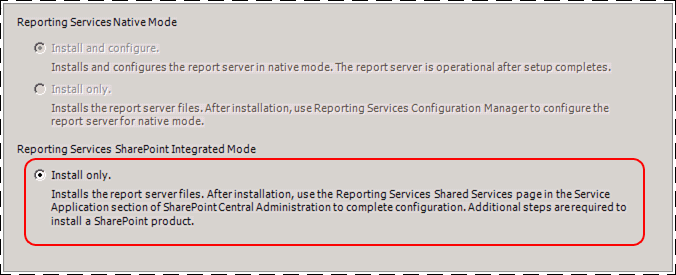 Reporting Services Native Mode
Install and configure.
Installs and configures the report server in native mode. The report server is operational after setup completes.
Install only.
Installs the report server files. After installation, use Reporting Services Configuration Manager to configure the
report server for native mode.
Reporting Services SharePoint Integrated Mode
Install only.
Installs the report server files. After installation, use the Reporting Services Shared Services page in the Service
Application section of SharePoint Central Administration to complete configuration. Additional steps are required to
install a SharePoint product.